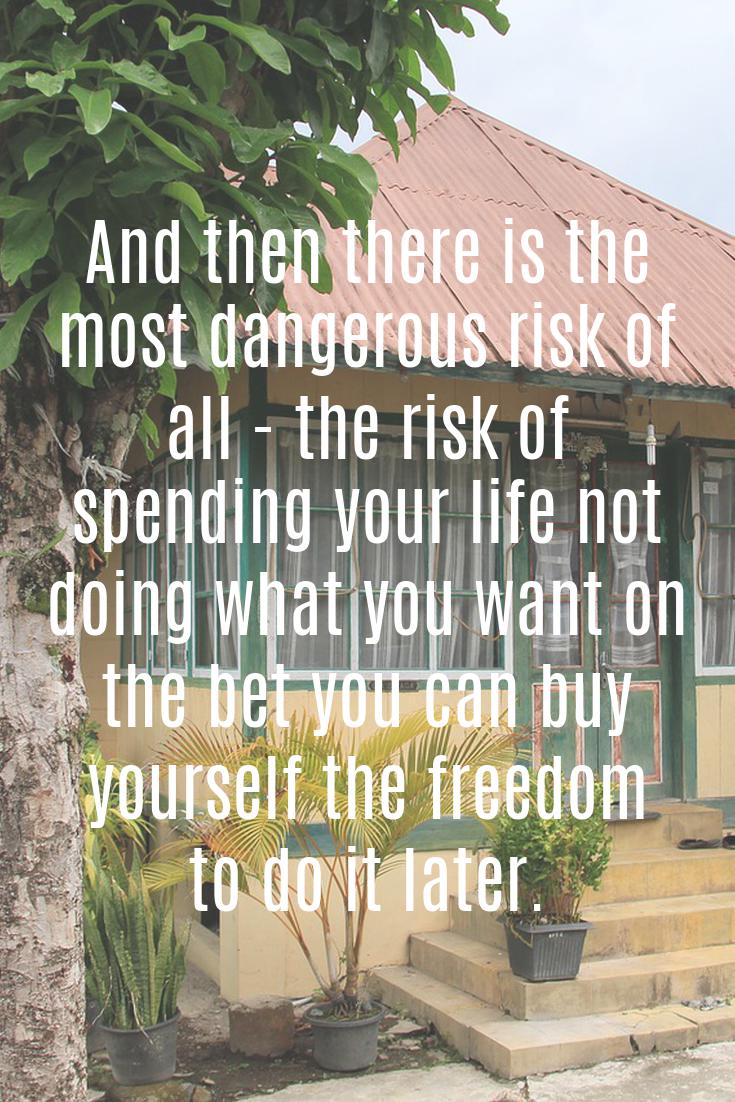 And then there is the
most dangerous risk of
all - the risk of
spending your life not
doing what you want on
the bet you can buy
yourself the freedom
to do it later.